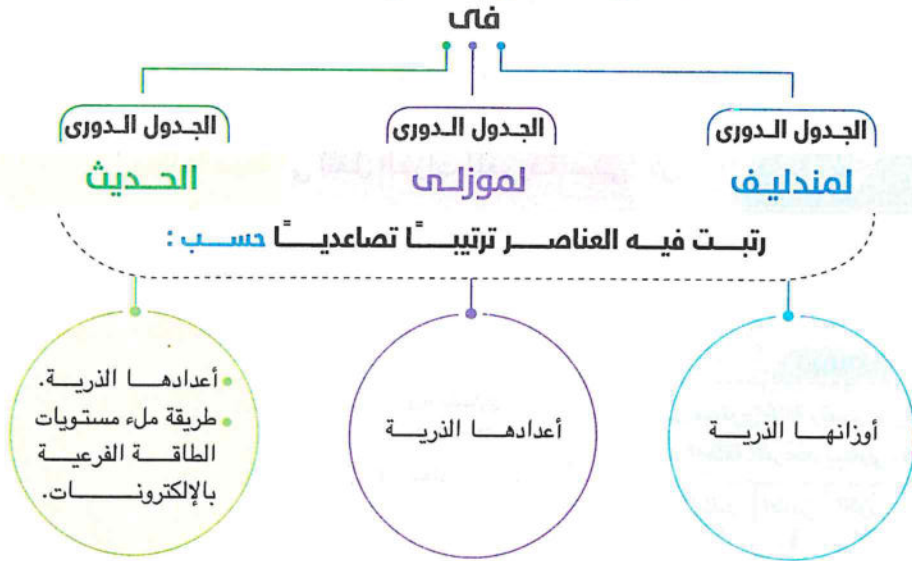 فى
الجدول الدورى
لمندليف
الجدول الدورى
لموزلى
الجدول الدورى
الحديث
رتبت فيه العناصر ترتيبًا تصاعديًا حسب :
أوزانها الذرية
أعدادها الذرية
• أعدادها الذرية.
• طريقة ملء مستويات
الطاقة الفرعية
بالإلكترونات.